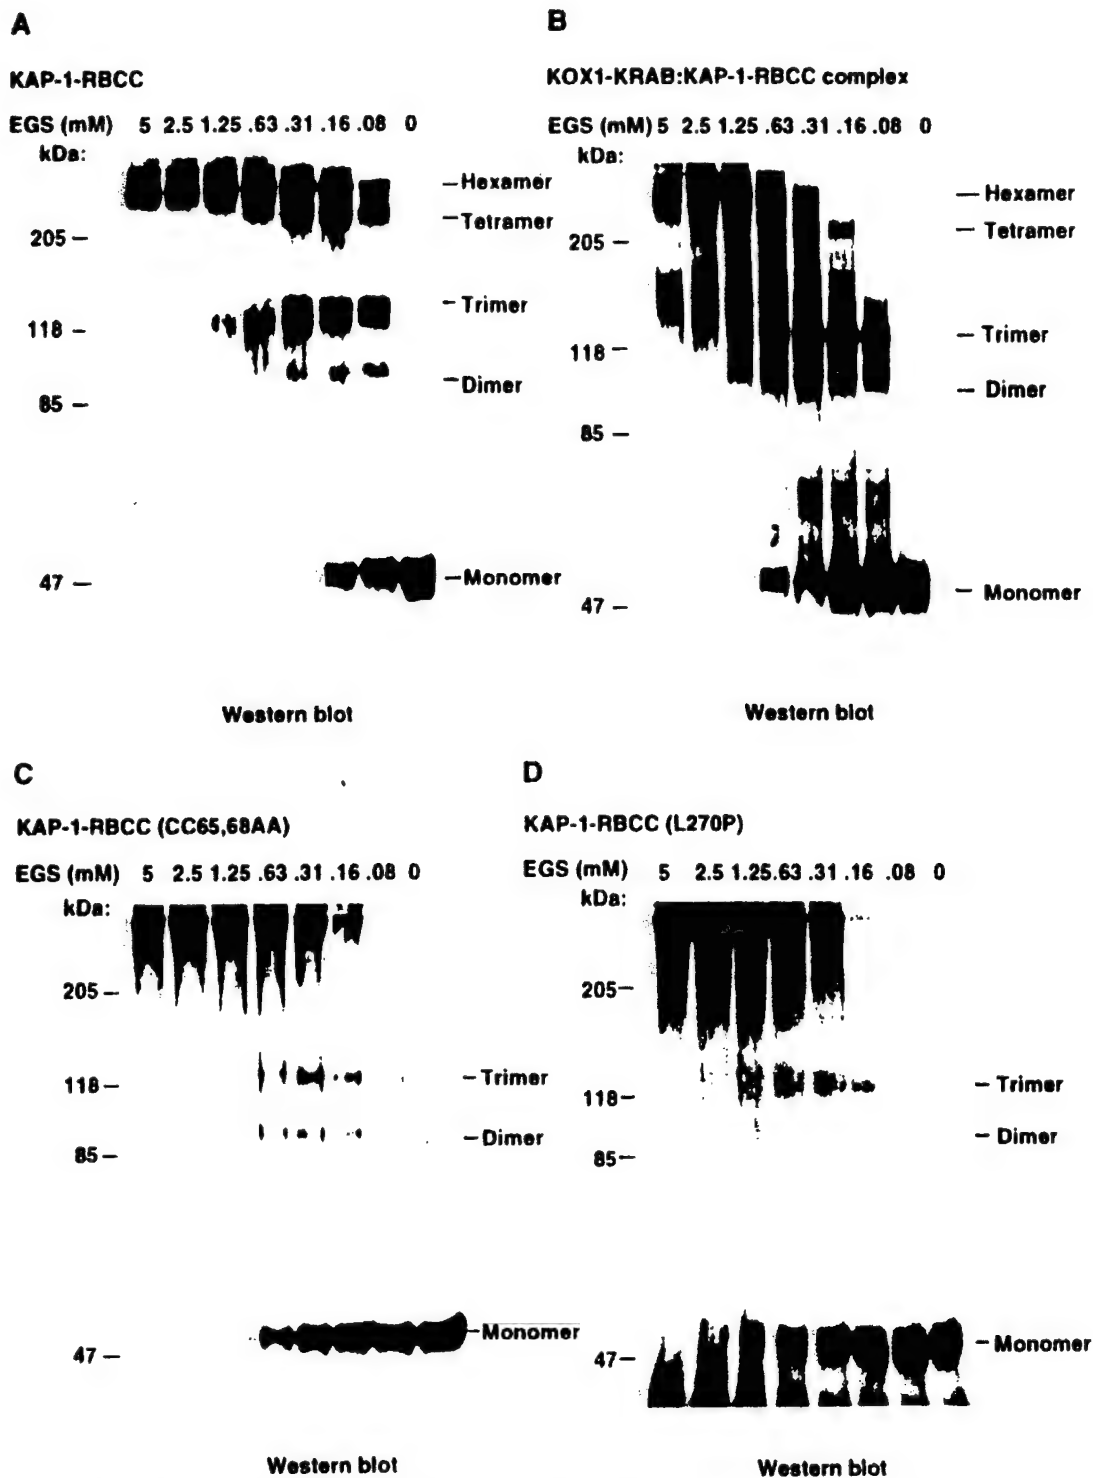 A
KAP-1-RBCC
EGS (mM) 5 2.5 1.25 .63 .31 .16 .08 0
kDa:
Hexamer
Tetramer
205
Trimer
118
Dimer
85
47
Monomer
Western blot
B
KOX1-KRAB:KAP-1-RBCC complex
EGS (mM) 5 2.5 1.25 .63 .31 .16 .08 0
kDa:
Hexamer
Tetramer
205
Trimer
118
Dimer
85
Monomer
47
Western blot
C
KAP-1-RBCC (CC65,68AA)
EGS (mM) 5 2.5 1.25 .63 .31 .16 .08 0
kDa:
205
Trimer
118
Dimer
85
Monomer
47
Western blot
D
KAP-1-RBCC (L270P)
EGS (mM) 5 2.5 1.25 .63 .31 .16 .08 0
kDa:
205
Trimer
118
Dimer
85
Monomer
47
Western blot